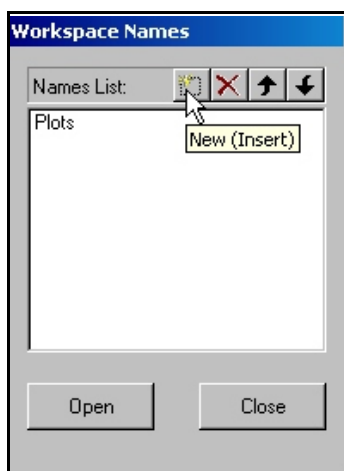 Workspace Names
Names List:
Plots
New (Insert)
Open Close